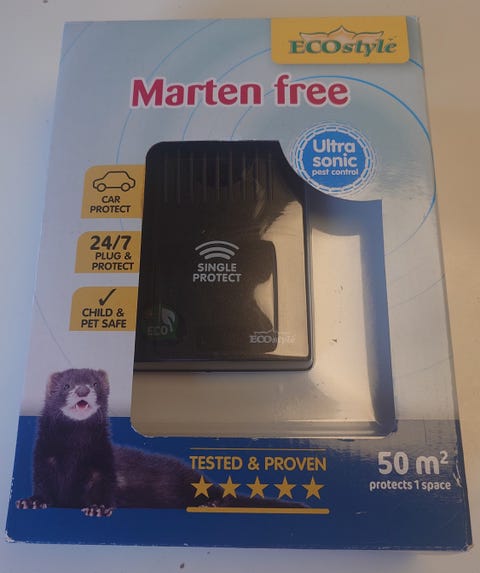 ECOstyle
Marten free
Ultra
sonic
pest control
CAR
PROTECT
24/7
PLUG &
PROTECT
CHILD &
PET SAFE
SINGLE
PROTECT
ECO
ECOstyle
TESTED & PROVEN
50 m²
protects 1 space